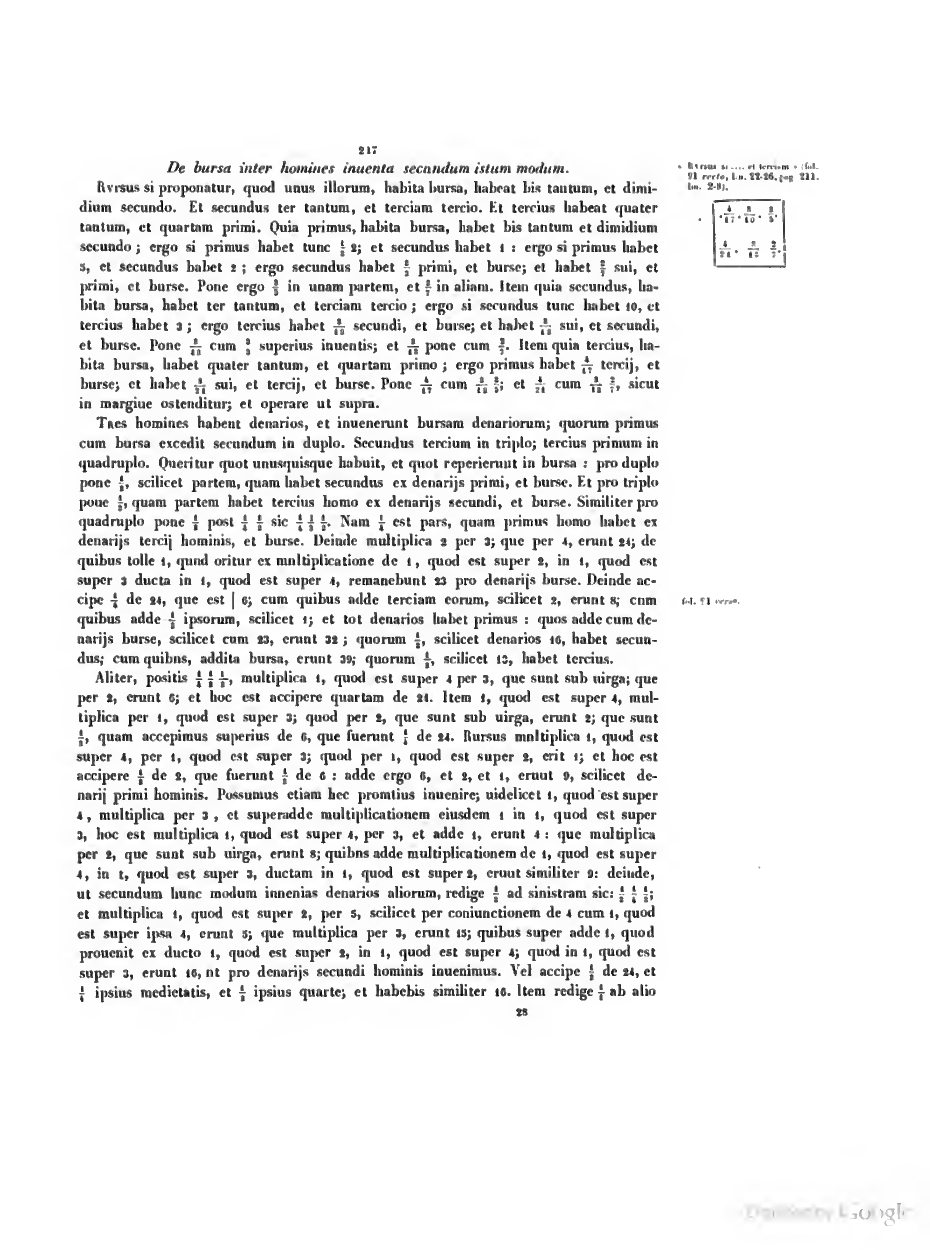 217
De bursa inter homines inuenta secundum istum modum.
Rvrsus si proponatur, quod unus illorum, habita bursa, habeat bis tantum, et dimi-
dium secundo. Et secundus ter tantum, et terciam tercio. Et tercius habeat quater
tantum, et quartam primi. Quia primus, habita bursa, habet bis tantum et dimidium
secundo; ergo si primus habet tunc 1/2 2; et secundus habet 1 : ergo si primus habet
5, et secundus habet 2 ; ergo secundus habet 2/5 primi, et burse; et habet 2/7 sui, et
primi, et burse. Pone ergo 2/5 in unam partem, et 2/7 in aliam. Item quia secundus, ha-
bita bursa, habet ter tantum, et terciam tercio; ergo si secundus tunc habet 10, et
tercius habet 3 ; ergo tercius habet 3/10 secundi, et burse; et habet 3/13 sui, et secundi,
et burse. Pone 3/10 cum 2/5 superius inuentis; et 3/13 pone cum 2/7. Item quia tercius, ha-
bita bursa, habet quater tantum, et quartam primo ; ergo primus habet 4/17 tercij, et
burse; et habet 4/21 sui, et tercij, et burse. Pone 4/17 cum 3/10 2/5; et 4/21 cum 3/13 2/7, sicut
in margine ostenditur; et operare ut supra.
Tres homines habent denarios, et inuenerunt bursam denariorum; quorum primus
cum bursa excedit secundum in duplo. Secundus tercium in triplo; tercius primum in
quadruplo. Queritur quot unusquisque habuit, et quot reperierunt in bursa : pro duplo
pone 1/2, scilicet partem, quam habet secundus ex denarijs primi, et burse. Et pro triplo
pone 1/3, quam partem habet tercius homo ex denarijs secundi, et burse. Similiter pro
quadruplo pone 1/4 post 1/3 1/2 sic 1/4 1/3 1/2. Nam 1/4 est pars, quam primus homo habet ex
denarijs tercij hominis, et burse. Deinde multiplica 2 per 3; que per 4, erunt 24; de
quibus tolle 1, quod oritur ex multiplicatione de 1, quod est super 2, in 1, quod est
super 3 ducta in 1, quod est super 4, remanebunt 23 pro denarijs burse. Deinde ac-
cipe 1/4 de 24, que est | 6; cum quibus adde terciam eorum, scilicet 2, erunt 8; cum
quibus adde 1/2 ipsorum, scilicet 1; et tot denarios habet primus : quos adde cum de-
narijs burse, scilicet cum 23, erunt 32 ; quorum 1/2, scilicet denarios 16, habet secun-
dus; cum quibus, addita bursa, erunt 39; quorum 1/3, scilicet 13, habet tercius.
Aliter, positis 1/4 1/3 1/2, multiplica 1, quod est super 4 per 3, que sunt sub uirga; que
per 2, erunt 6; et hoc est accipere quartam de 24. Item 1, quod est super 4, mul-
tiplica per 1, quod est super 3; quod per 2, que sunt sub uirga, erunt 2; que sunt
1/3, quam accepimus superius de 6, que fuerunt 1/4 de 24. Rursus multiplica 1, quod est
super 4, per 1, quod est super 3; quod per 1, quod est super 2, erit 1; et hoc est
accipere 1/2 de 2, que fuerunt 1/3 de 6 : adde ergo 6, et 2, et 1, erunt 9, scilicet de-
narij primi hominis. Possumus etiam hec promtius inuenire; uidelicet 1, quod est super
4 , multiplica per 3 , et superadde multiplicationem eiusdem 1 in 1, quod est super
3, hoc est multiplica 1, quod est super 4, per 3, et adde 1, erunt 4 : que multiplica
per 2, que sunt sub uirga, erunt 8; quibus adde multiplicationem de 1, quod est super
4, in 1, quod est super 3, ductam in 1, quod est super 2, erunt similiter 9: deinde,
ut secundum hunc modum inuenias denarios aliorum, redige 1/2 ad sinistram sic: 1/2 1/4 1/3;
et multiplica 1, quod est super 2, per 5, scilicet per coniunctionem de 4 cum 1, quod
est super ipsa 4, erunt 5; que multiplica per 3, erunt 15; quibus super adde 1, quod
prouenit ex ducto 1, quod est super 2, in 1, quod est super 4; quod in 1, quod est
super 3, erunt 16, ut pro denarijs secundi hominis inuenimus. Vel accipe 1/2 de 24, et
1/4 ipsius medietatis, et 1/3 ipsius quarte; et habebis similiter 16. Item redige 1/3 ab alio
28
« Rvrsus si .... et terciam » (fol.
91 recto, lin. 22-26, pag 211.
lin. 2-8).
4/17 . 3/10 . 2/5
4/21 . 3/13 2/7
fol. 91 verso.
Digitized by Google